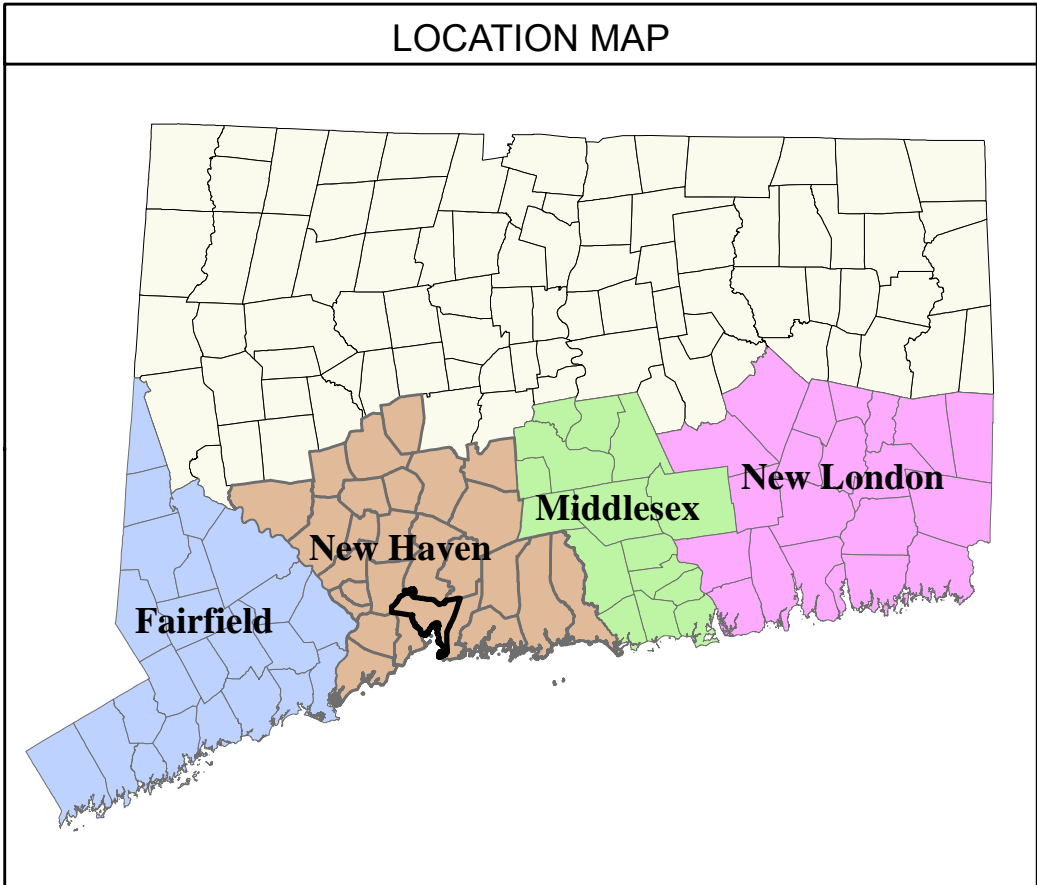 LOCATION MAP
New London
Middlesex
New Haven
Fairfield